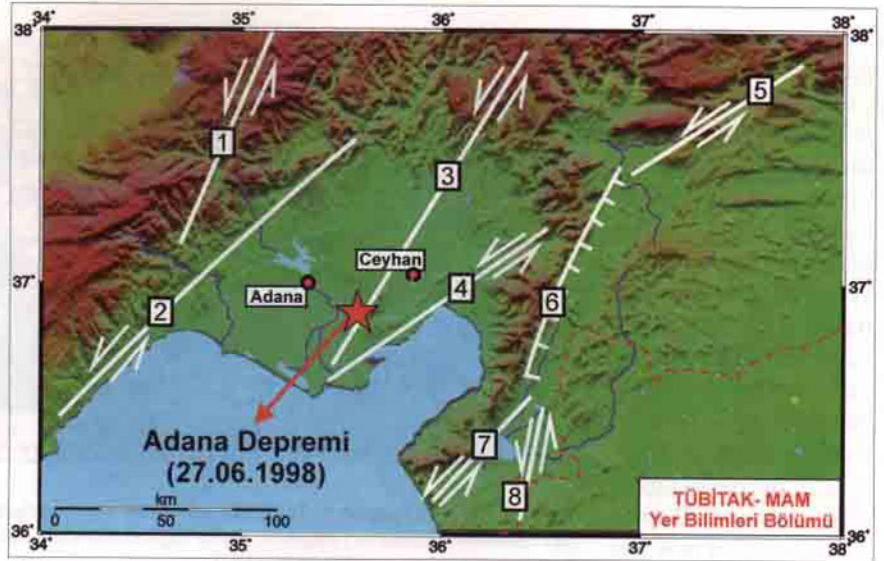 34° 35° 36° 37° 38°
38° 38°
1
5
3
Ceyhan
37° 37°
Adana
4
2
6
Adana Depremi
(27.06.1998)
7
km
0 50 100
8
TÜBİTAK- MAM
Yer Bilimleri Bölümü
36° 36°
34° 35° 36° 37° 38°